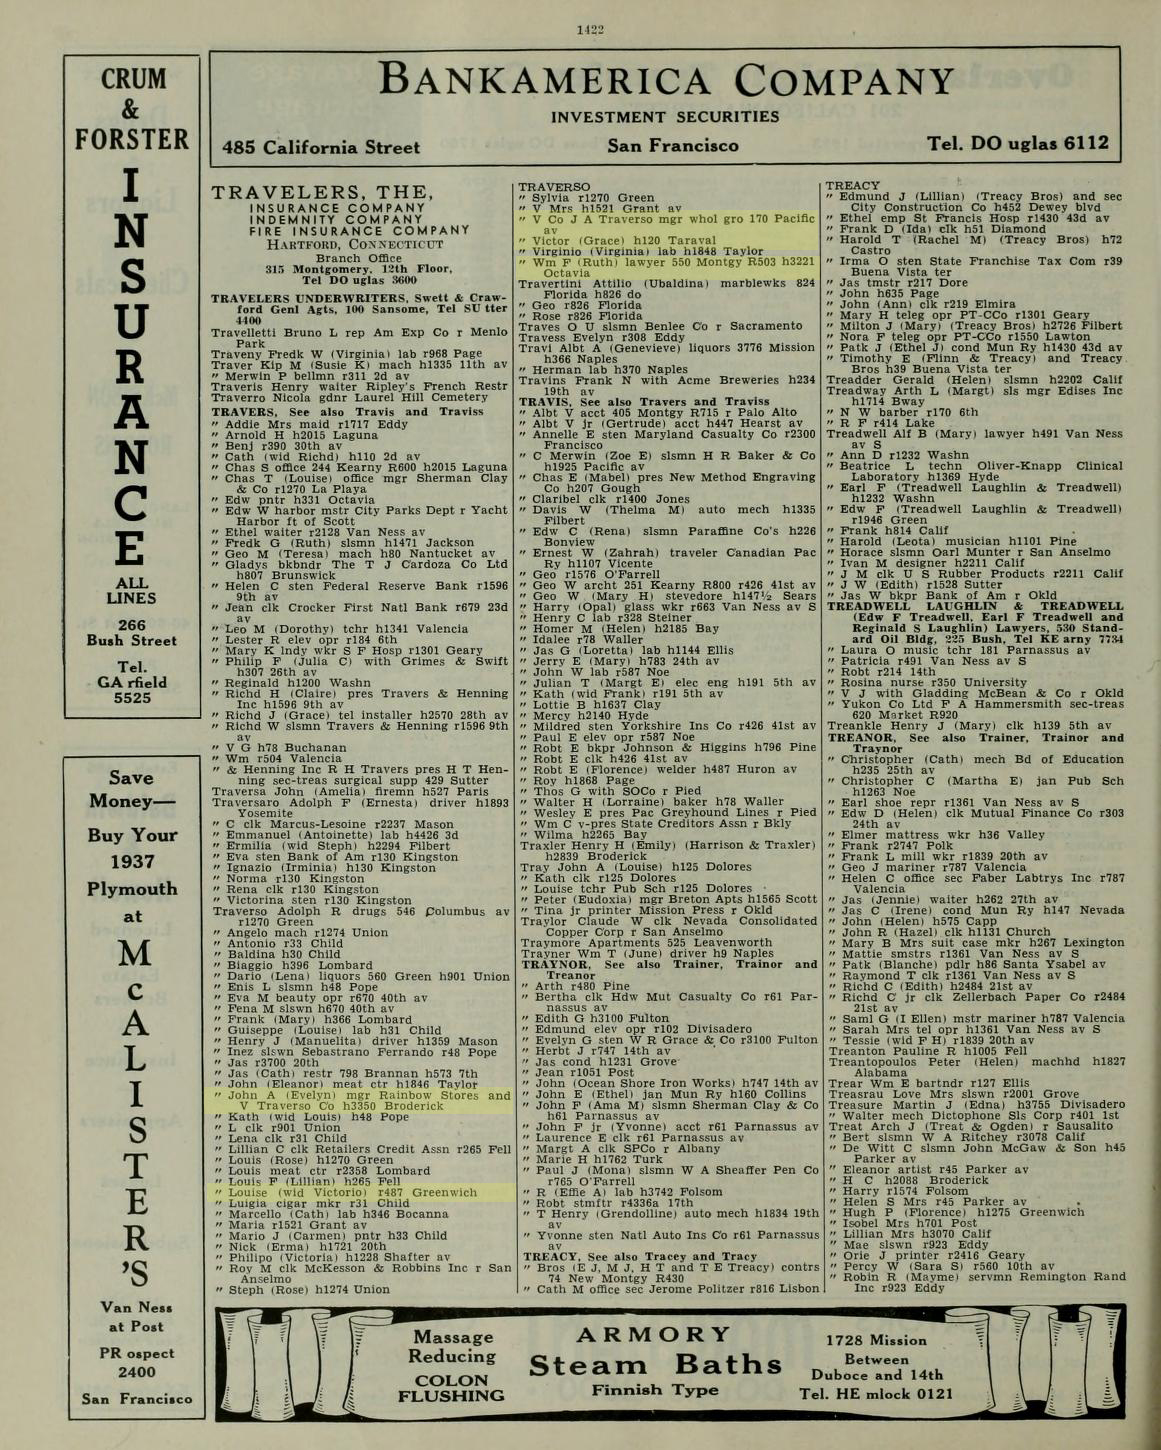 1422
CRUM
&
FORSTER
I
N
S
U
R
A
N
C
E
ALL
LINES
266
Bush Street
Tel.
GA rfield
5525
Save
Money—
Buy Your
1937
Plymouth
at
M
c
A
L
I
S
T
E
R
'S
Van Ness
at Post
PR ospect
2400
San Francisco
BANKAMERICA COMPANY
INVESTMENT SECURITIES
485 California Street San Francisco Tel. DO uglas 6112
TRAVELERS, THE,
INSURANCE COMPANY
INDEMNITY COMPANY
FIRE INSURANCE COMPANY
HARTFORD, CONNECTICUT
Branch Office
315 Montgomery, 12th Floor,
Tel DO uglas 3600
TRAVELERS UNDERWRITERS, Swett & Craw-
ford Genl Agts, 100 Sansome, Tel SU tter
4400
Travelletti Bruno L rep Am Exp Co r Menlo
Park
Traveny Fredk W (Virginia) lab r968 Page
Traver Kip M (Susie K) mach h1335 11th av
" Merwin P bellmn r311 2d av
Traveris Henry waiter Ripley's French Restr
Traverro Nicola gdnr Laurel Hill Cemetery
TRAVERS, See also Travis and Traviss
" Addie Mrs maid r1717 Eddy
" Arnold H h2015 Laguna
" Benj r390 30th av
" Cath (wid Richd) h110 2d av
" Chas S office 244 Kearny R600 h2015 Laguna
" Chas T (Louise) office mgr Sherman Clay
& Co r1270 La Playa
" Edw pntr h331 Octavia
" Edw W harbor mstr City Parks Dept r Yacht
Harbor ft of Scott
" Ethel waiter r2128 Van Ness av
" Fredk G (Ruth) slsmn h1471 Jackson
" Geo M (Teresa) mach h80 Nantucket av
" Gladys bkbndr The T J Cardoza Co Ltd
h807 Brunswick
" Helen C sten Federal Reserve Bank r1596
9th av
" Jean clk Crocker First Natl Bank r679 23d
av
" Leo M (Dorothy) tchr h1341 Valencia
" Lester R elev opr r184 6th
" Mary K lndy wkr S F Hosp r1301 Geary
" Philip F (Julia C) with Grimes & Swift
h307 26th av
" Reginald h1200 Washn
" Richd H (Claire) pres Travers & Henning
Inc h1596 9th av
" Richd J (Grace) tel installer h2570 28th av
" Richd W slsmn Travers & Henning r1596 9th
av
" V G h78 Buchanan
" Wm r504 Valencia
" & Henning Inc R H Travers pres H T Hen-
ning sec-treas surgical supp 429 Sutter
Traversa John (Amelia) firemn h527 Paris
Traversaro Adolph F (Ernesta) driver h1893
Yosemite
" C clk Marcus-Lesoine r2237 Mason
" Emmanuel (Antoinette) lab h4426 3d
" Ermilia (wid Steph) h2294 Filbert
" Eva sten Bank of Am r130 Kingston
" Ignazio (Irminia) h130 Kingston
" Norma r130 Kingston
" Rena clk r130 Kingston
" Victorina sten r130 Kingston
Traverso Adolph R drugs 546 Columbus av
r1270 Green
" Angelo mach r1274 Union
" Antonio r33 Child
" Baldina h30 Child
" Biaggio h396 Lombard
" Dario (Lena) liquors 560 Green h901 Union
" Enis L slsmn h48 Pope
" Eva M beauty opr r670 40th av
" Fena M slswn h670 40th av
" Frank (Mary) h366 Lombard
" Guiseppe (Louise) lab h31 Child
" Henry J (Manuelita) driver h1359 Mason
" Inez slswn Sebastrano Ferrando r48 Pope
" Jas r3700 20th
" Jas (Cath) restr 798 Brannan h573 7th
" John (Eleanor) meat ctr h1846 Taylor
" John A (Evelyn) mgr Rainbow Stores and
V Traverso Co h3350 Broderick
" Kath (wid Louis) h48 Pope
" L clk r901 Union
" Lena clk r31 Child
" Lillian C clk Retailers Credit Assn r265 Fell
" Louis (Rose) h1270 Green
" Louis meat ctr r2358 Lombard
" Louis F (Lillian) h265 Fell
" Louise (wid Victorio) r487 Greenwich
" Luigia cigar mkr r31 Child
" Marcello (Cath) lab h346 Bocanna
" Maria r1521 Grant av
" Mario J (Carmen) pntr h33 Child
" Nick (Erma) h1721 20th
" Philipo (Victoria) h1228 Shafter av
" Roy M clk McKesson & Robbins Inc r San
Anselmo
" Steph (Rose) h1274 Union
TRAVERSO
" Sylvia r1270 Green
" V Mrs h1521 Grant av
" V Co J A Traverso mgr whol gro 170 Pacific
av
" Victor (Grace) h120 Taraval
" Virginio (Virginia) lab h1848 Taylor
" Wm F (Ruth) lawyer 550 Montgy R503 h3221
Octavia
Travertini Attilio (Ubaldina) marblewks 824
Florida h826 do
" Geo r826 Florida
" Rose r826 Florida
Traves O U slsmn Benlee Co r Sacramento
Travess Evelyn r308 Eddy
Travi Albt A (Genevieve) liquors 3776 Mission
h366 Naples
" Herman lab h370 Naples
Travins Frank N with Acme Breweries h234
19th av
TRAVIS, See also Travers and Traviss
" Albt V acct 405 Montgy R715 r Palo Alto
" Albt V jr (Gertrude) acct h447 Hearst av
" Annelle E sten Maryland Casualty Co r2300
Francisco
" C Merwin (Zoe E) slsmn H R Baker & Co
h1925 Pacific av
" Chas E (Mabel) pres New Method Engraving
Co h207 Gough
" Claribel clk r1400 Jones
" Davis W (Thelma M) auto mech h1335
Filbert
" Edw C (Rena) slsmn Paraffine Co's h226
Bonview
" Ernest W (Zahrah) traveler Canadian Pac
Ry h1107 Vicente
" Geo r1576 O'Farrell
" Geo W archt 251 Kearny R800 r426 41st av
" Geo W (Mary H) stevedore h147½ Sears
" Harry (Opal) glass wkr r663 Van Ness av S
" Henry C lab r328 Steiner
" Homer M (Helen) h2185 Bay
" Idalee r78 Waller
" Jas G (Loretta) lab h1144 Ellis
" Jerry E (Mary) h783 24th av
" John W lab r587 Noe
" Julian T (Margt E) elec eng h191 5th av
" Kath (wid Frank) r191 5th av
" Lottie B h1637 Clay
" Mercy h2140 Hyde
" Mildred sten Yorkshire Ins Co r426 41st av
" Paul E elev opr r587 Noe
" Robt E bkpr Johnson & Higgins h796 Pine
" Robt E clk h426 41st av
" Robt E (Florence) welder h487 Huron av
" Roy h1868 Page
" Thos G with SOCo r Pied
" Walter H (Lorraine) baker h78 Waller
" Wesley E pres Pac Greyhound Lines r Pied
" Wm C v-pres State Creditors Assn r Bkly
" Wilma h2265 Bay
Traxler Henry H (Emily) (Harrison & Traxler)
h2839 Broderick
Tray John A (Louise) h125 Dolores
" Kath clk r125 Dolores
" Louise tchr Pub Sch r125 Dolores
" Peter (Eudoxia) mgr Breton Apts h1565 Scott
" Tina jr printer Mission Press r Okld
Traylor Claude W clk Nevada Consolidated
Copper Corp r San Anselmo
Traymore Apartments 525 Leavenworth
Trayner Wm T (June) driver h9 Naples
TRAYNOR, See also Trainer, Trainor and
Treanor
" Arth r480 Pine
" Bertha clk Hdw Mut Casualty Co r61 Par-
nassus av
" Edith G h3100 Fulton
" Edmund elev opr r102 Divisadero
" Evelyn G sten W R Grace & Co r3100 Fulton
" Herbt J r747 14th av
" Jas cond h1231 Grove
" Jean r1051 Post
" John (Ocean Shore Iron Works) h747 14th av
" John E (Ethel) jan Mun Ry h160 Collins
" John F (Ama M) slsmn Sherman Clay & Co
h61 Parnassus av
" John F jr (Yvonne) acct r61 Parnassus av
" Laurence E clk r61 Parnassus av
" Margt A clk SPCo r Albany
" Marie H h1762 Turk
" Paul J (Mona) slsmn W A Sheaffer Pen Co
r765 O'Farrell
" R (Effie A) lab h3742 Folsom
" Robt stmftr r4336a 17th
" T Henry (Grendolline) auto mech h1834 19th
av
" Yvonne sten Natl Auto Ins Co r61 Parnassus
av
TREACY, See also Tracey and Tracy
" Bros (E J, M J, H T and T E Treacy) contrs
74 New Montgy R430
" Cath M office sec Jerome Politzer r816 Lisbon
TREACY
" Edmund J (Lillian) (Treacy Bros) and sec
City Construction Co h452 Dewey blvd
" Ethel emp St Francis Hosp r1430 43d av
" Frank D (Ida) clk h51 Diamond
" Harold T (Rachel M) (Treacy Bros) h72
Castro
" Irma O sten State Franchise Tax Com r39
Buena Vista ter
" Jas tmstr r217 Dore
" John h635 Page
" John (Ann) clk r219 Elmira
" Mary H teleg opr PT-CCo r1301 Geary
" Milton J (Mary) (Treacy Bros) h2726 Filbert
" Nora F teleg opr PT-CCo r1550 Lawton
" Patk J (Ethel J) cond Mun Ry h1430 43d av
" Timothy E (Flinn & Treacy) and Treacy
Bros h39 Buena Vista ter
Treadder Gerald (Helen) slsmn h2202 Calif
Treadway Arth L (Margt) sls mgr Edises Inc
h1714 Bway
" N W barber r170 6th
" R F r414 Lake
Treadwell Alf B (Mary) lawyer h491 Van Ness
av S
" Ann D r1232 Washn
" Beatrice L techn Oliver-Knapp Clinical
Laboratory h1369 Hyde
" Earl F (Treadwell Laughlin & Treadwell)
h1232 Washn
" Edw F (Treadwell Laughlin & Treadwell)
r1946 Green
" Frank h814 Calif
" Harold (Leota) musician h1101 Pine
" Horace slsmn Oarl Munter r San Anselmo
" Ivan M designer h2211 Calif
" J M clk U S Rubber Products r2211 Calif
" J W (Edith) r1528 Sutter
" Jas W bkpr Bank of Am r Okld
TREADWELL LAUGHLIN & TREADWELL
(Edw F Treadwell, Earl F Treadwell and
Reginald S Laughlin) Lawyers, 530 Stand-
ard Oil Bldg, 225 Bush, Tel KE arny 7734
" Laura O music tchr 181 Parnassus av
" Patricia r491 Van Ness av S
" Robt r214 14th
" Rosina nurse r350 University
" V J with Gladding McBean & Co r Okld
" Yukon Co Ltd F A Hammersmith sec-treas
620 Market R920
Treankle Henry J (Mary) clk h139 5th av
TREANOR, See also Trainer, Trainor and
Traynor
" Christopher (Cath) mech Bd of Education
h235 25th av
" Christopher C (Martha E) jan Pub Sch
h1263 Noe
" Earl shoe repr r1361 Van Ness av S
" Edw D (Helen) clk Mutual Finance Co r303
24th av
" Elmer mattress wkr h36 Valley
" Frank r2747 Polk
" Frank L mill wkr r1839 20th av
" Geo J mariner r787 Valencia
" Helen C office sec Faber Labtrys Inc r787
Valencia
" Jas (Jennie) waiter h262 27th av
" Jas C (Irene) cond Mun Ry h147 Nevada
" John (Helen) h575 Capp
" John R (Hazel) clk h1131 Church
" Mary B Mrs suit case mkr h267 Lexington
" Mattie smstrs r1361 Van Ness av S
" Patk (Blanche) pdlr h86 Santa Ysabel av
" Raymond T clk r1361 Van Ness av S
" Richd C (Edith) h2484 21st av
" Richd C jr clk Zellerbach Paper Co r2484
21st av
" Saml G (I Ellen) mstr mariner h787 Valencia
" Sarah Mrs tel opr h1361 Van Ness av S
" Tessie (wid P H) r1839 20th av
Treanton Pauline R h1005 Fell
Treantopoulos Peter (Helen) machhd h1827
Alabama
Trear Wm E bartndr r127 Ellis
Treasrau Love Mrs slswn r2001 Grove
Treasure Martin J (Edna) h3755 Divisadero
" Walter mech Dictophone Sls Corp r401 1st
Treat Arch J (Treat & Ogden) r Sausalito
" Bert slsmn W A Ritchey r3078 Calif
" De Witt C slsmn John McGaw & Son h45
Parker av
" Eleanor artist r45 Parker av
" H C h2088 Broderick
" Harry r1574 Folsom
" Helen S Mrs r45 Parker av
" Hugh P (Florence) h1275 Greenwich
" Isobel Mrs h701 Post
" Lillian Mrs h3070 Calif
" Mae slswn r923 Eddy
" Orie J printer r2416 Geary
" Percy W (Sara S) r560 10th av
" Robin R (Mayme) servmn Remington Rand
Inc r923 Eddy
Massage
Reducing
COLON
FLUSHING
ARMORY
Steam Baths
Finnish Type
1728 Mission
Between
Duboce and 14th
Tel. HE mlock 0121